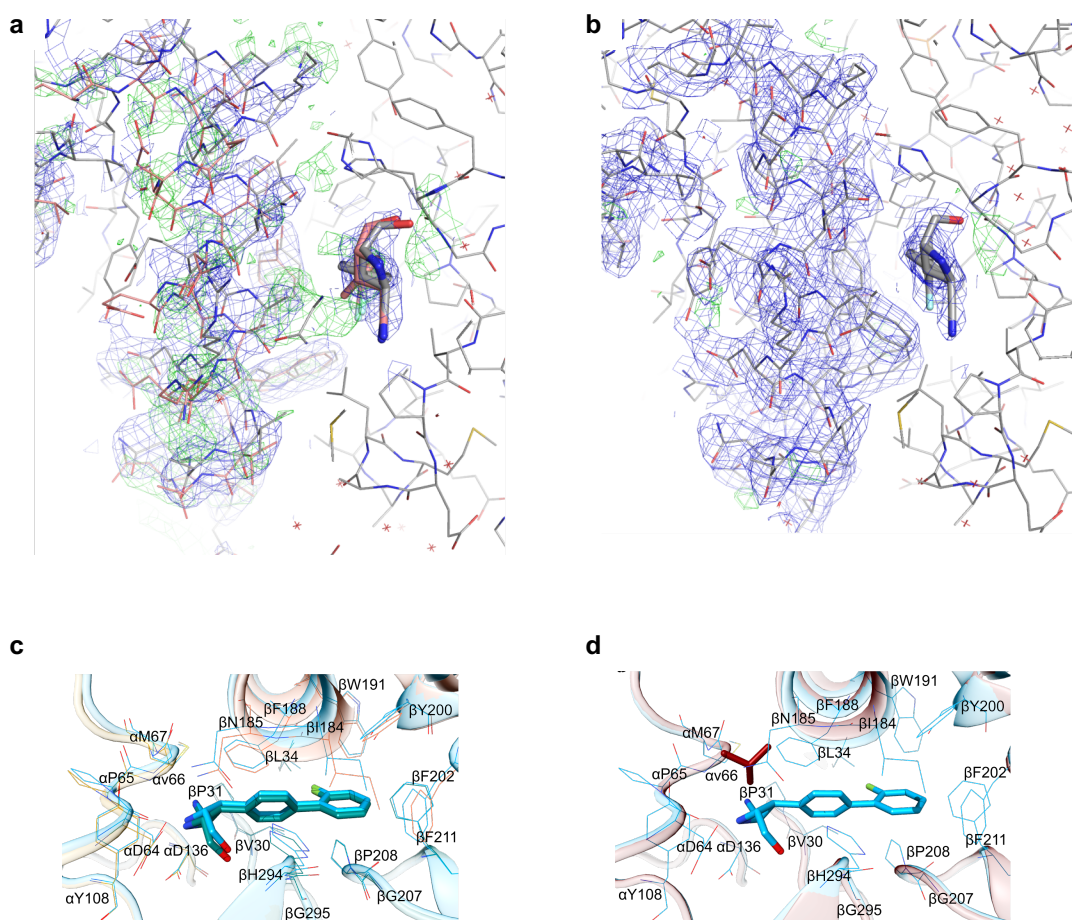 a
b
c
d
βW191
βF188
βN185
βI184
βY200
αM67
βL34
αP65
αv66
βF202
βP31
βV30
αD64
αD136
βF211
βP208
βH294
αY108
βG207
βG295
βW191
βF188
βN185
βI184
βY200
αM67
βL34
αP65
αv66
βF202
βP31
βV30
αD64
αD136
βF211
βP208
βH294
αY108
βG207
βG295